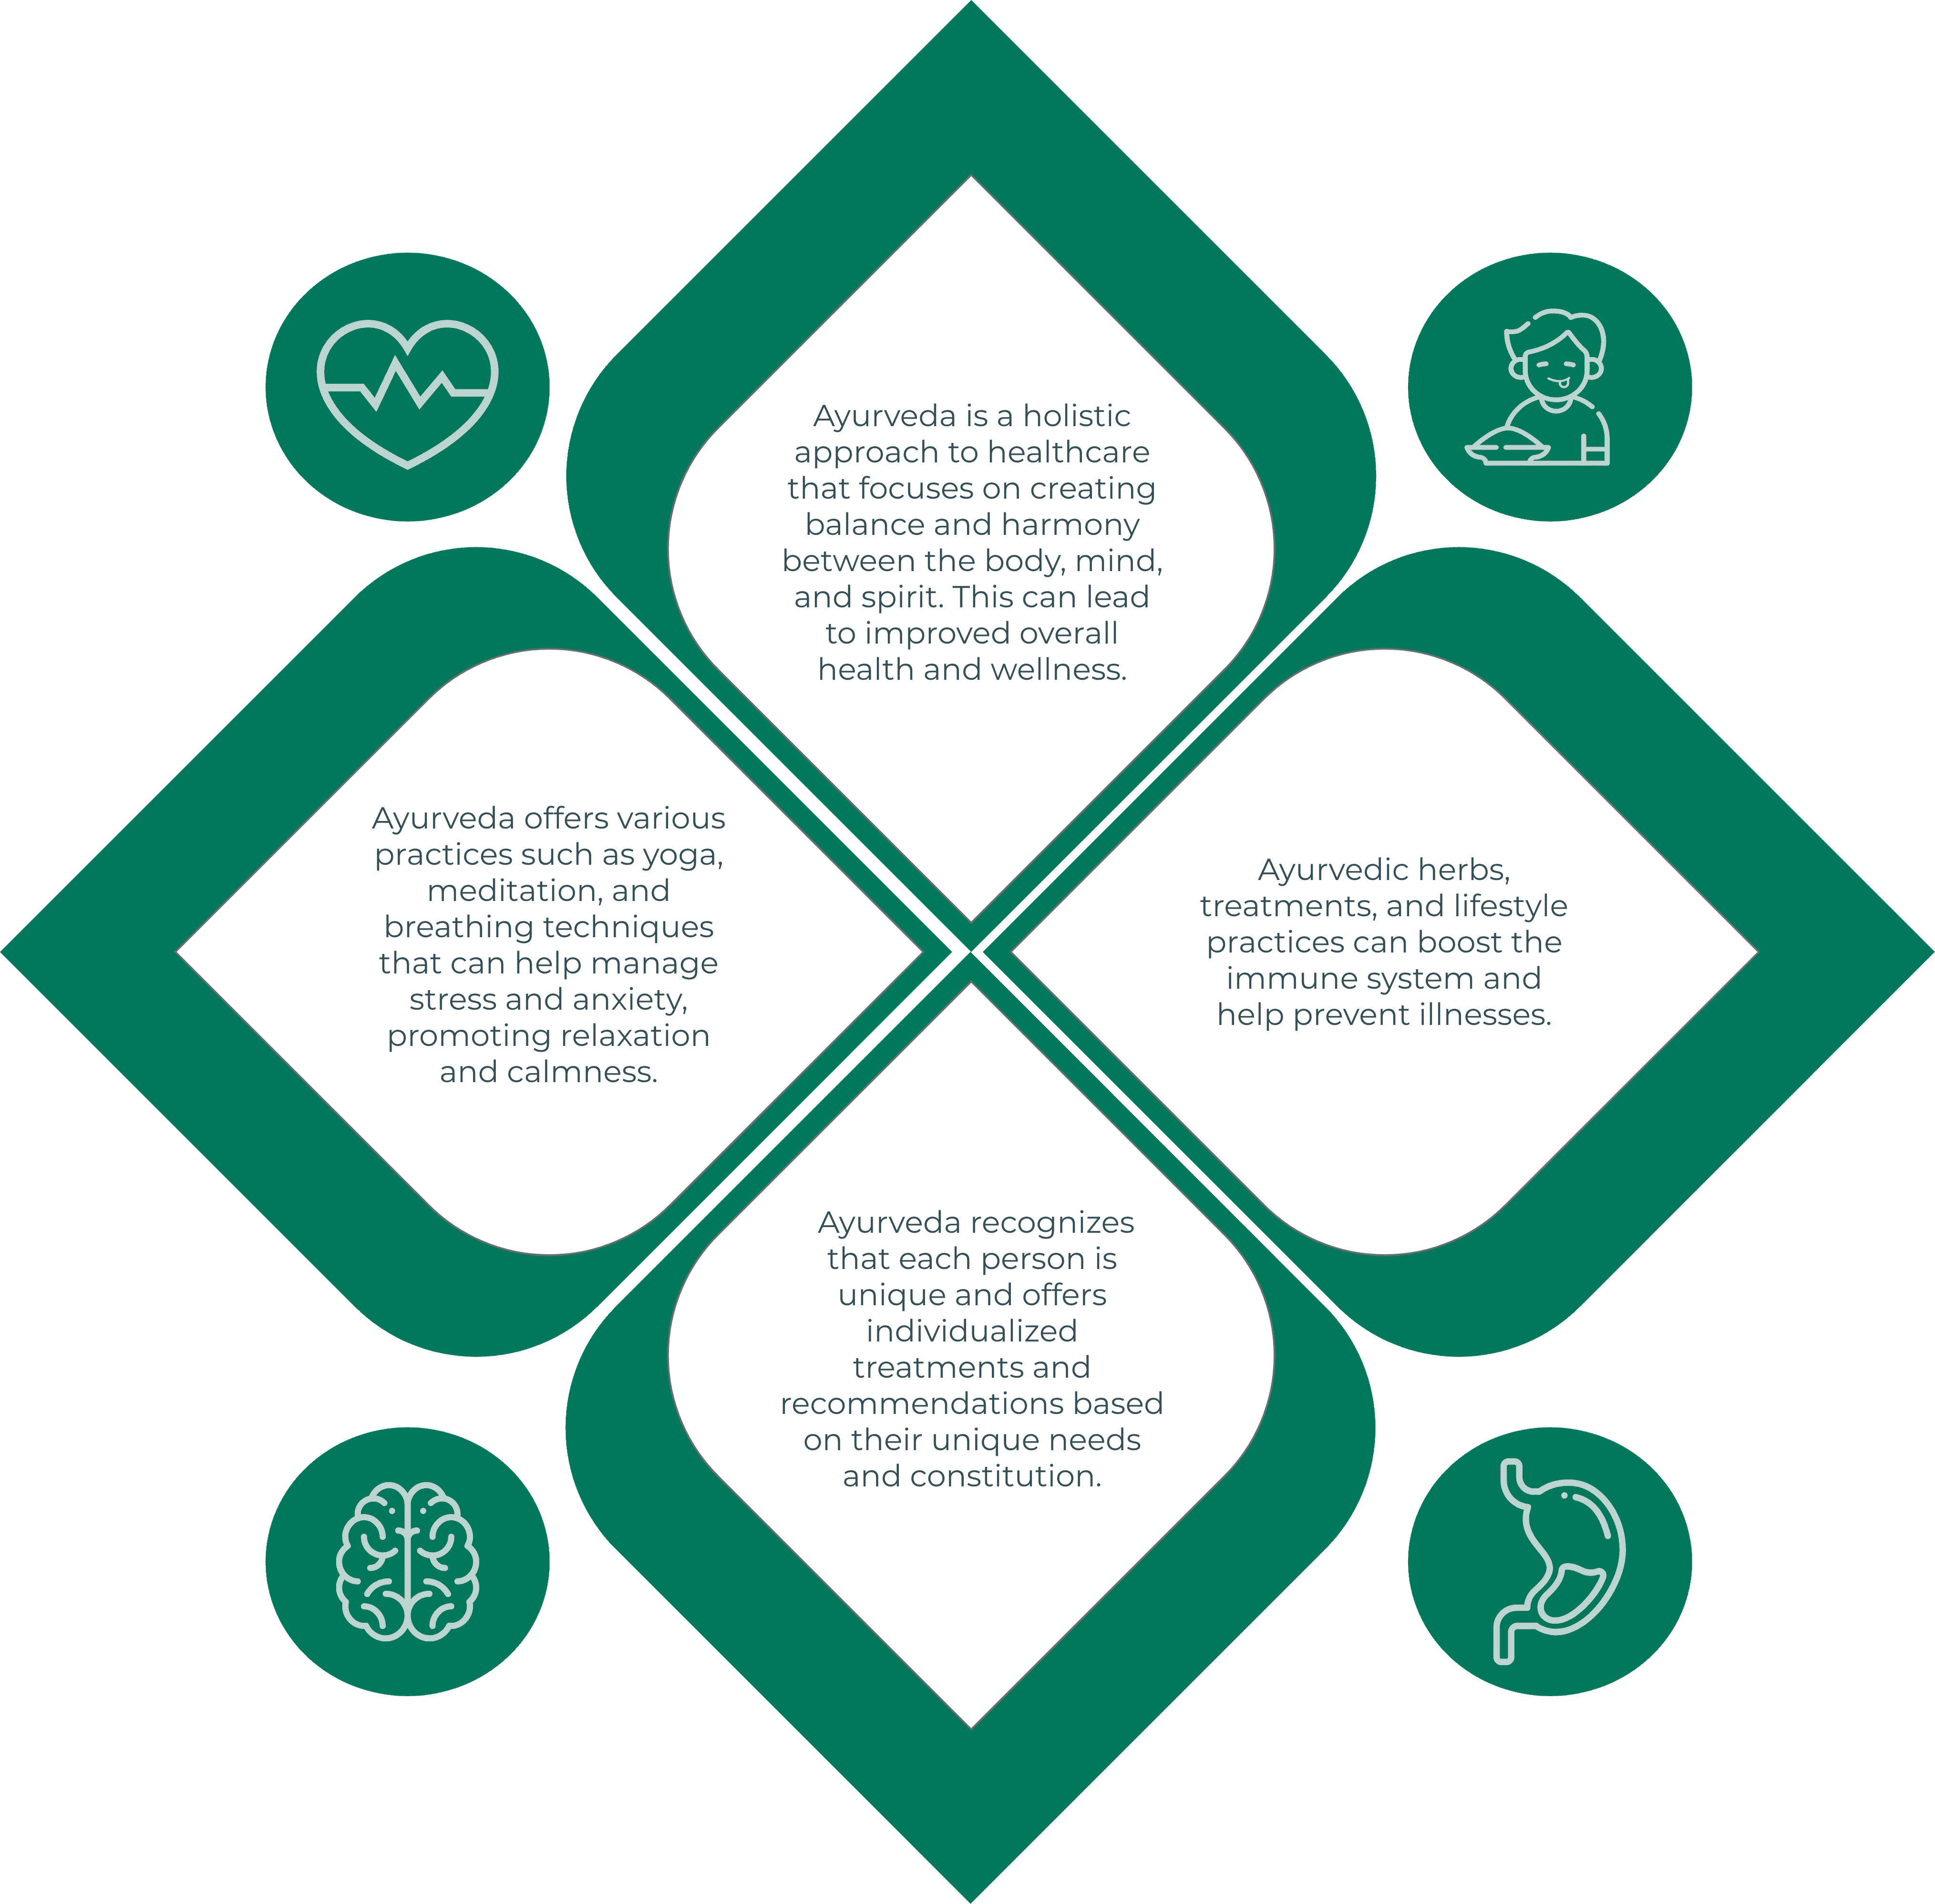 Ayurveda is a holistic
approach to healthcare
that focuses on creating
balance and harmony
between the body, mind,
and spirit. This can lead
to improved overall
health and wellness.
Ayurveda offers various
practices such as yoga,
meditation, and
breathing techniques
that can help manage
stress and anxiety,
promoting relaxation
and calmness.
Ayurvedic herbs,
treatments, and lifestyle
practices can boost the
immune system and
help prevent illnesses.
Ayurveda recognizes
that each person is
unique and offers
individualized
treatments and
recommendations based
on their unique needs
and constitution.